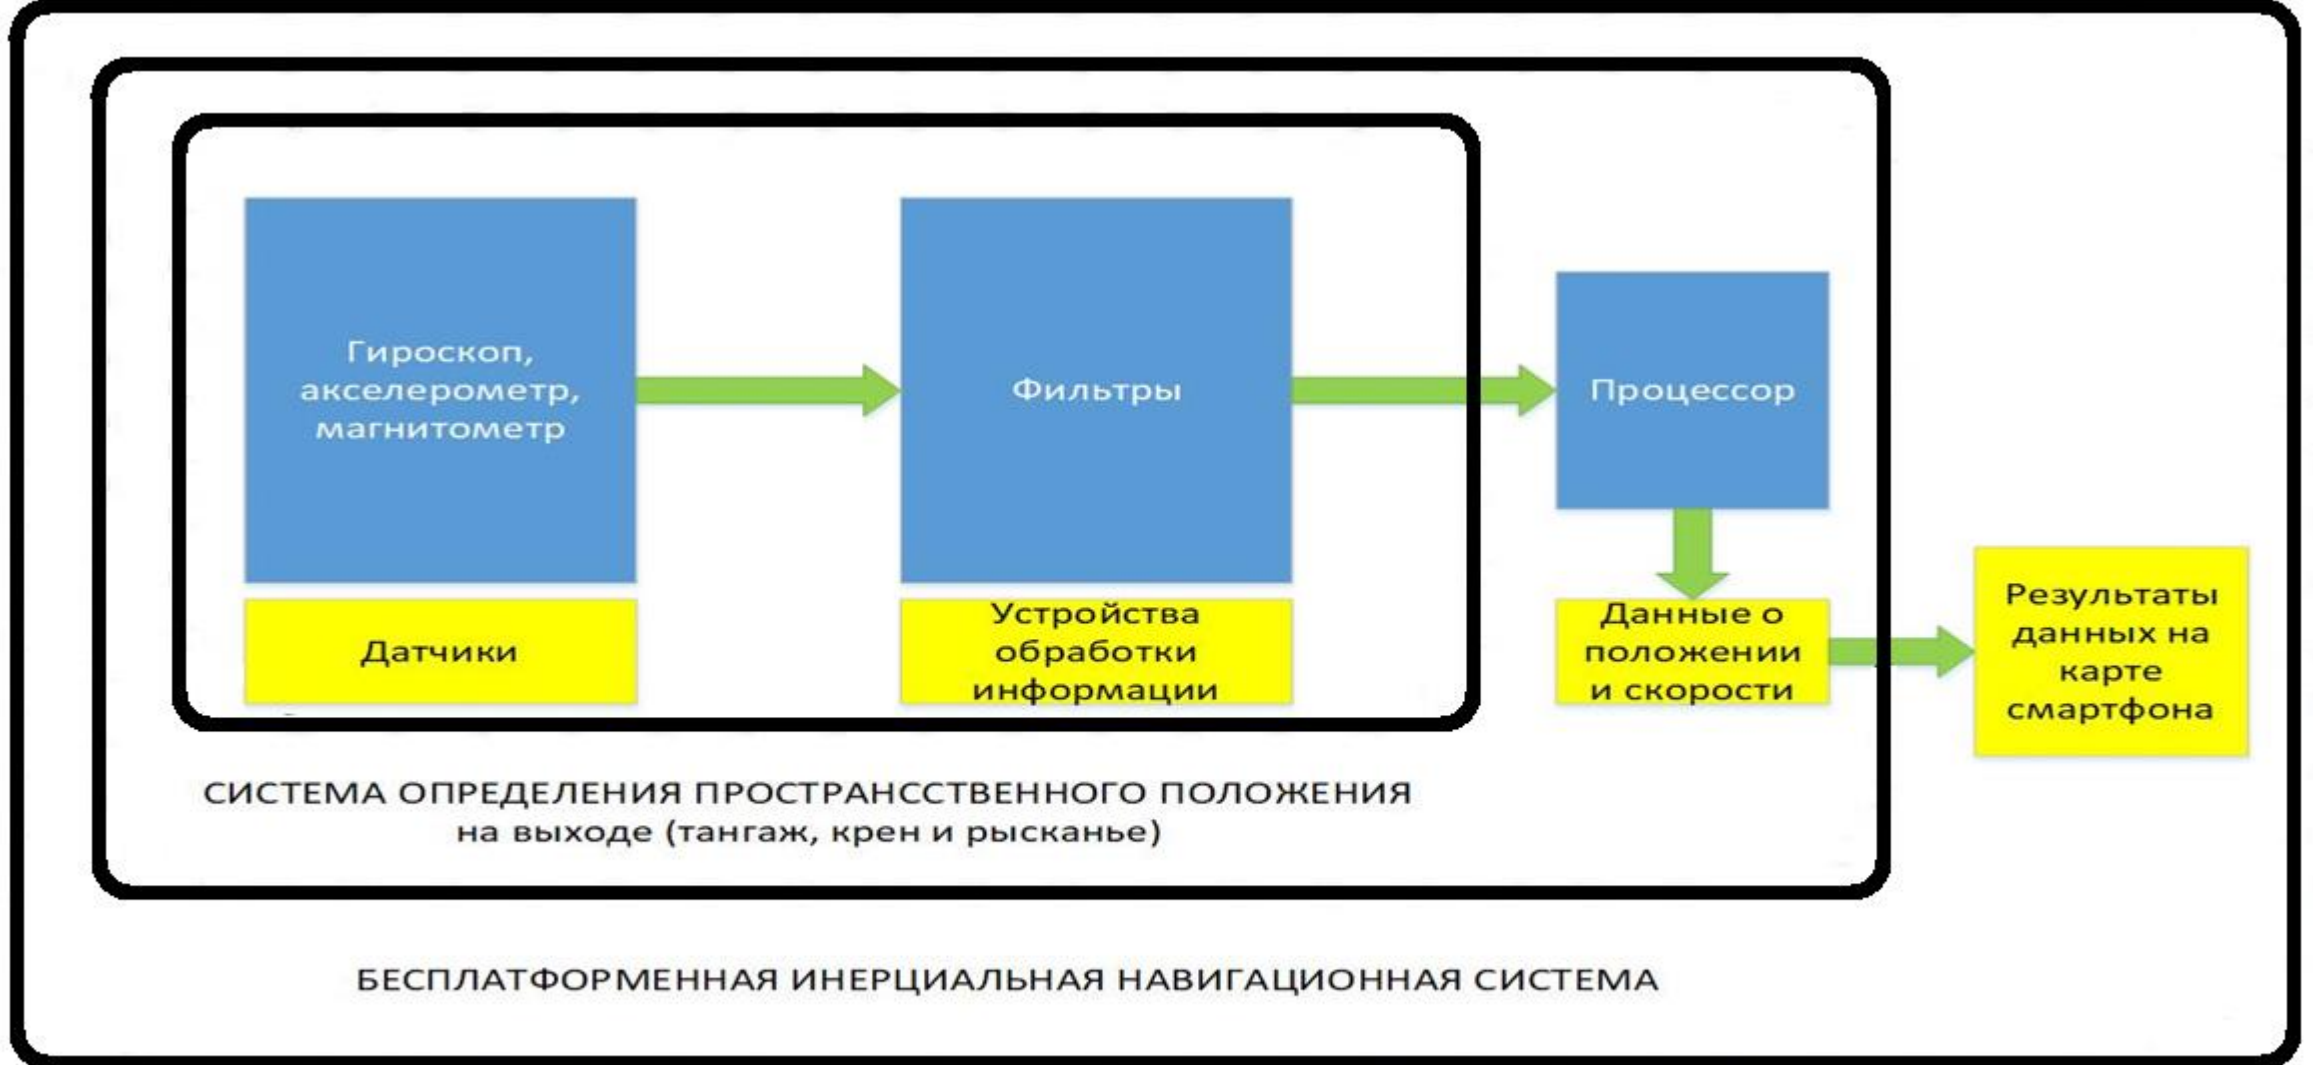 Гироскоп,
акселерометр,
магнитометр
Датчики
Фильтры
Устройства
обработки
информации
Процессор
Данные о
положении
и скорости
Результаты
данных на
карте
смартфона
СИСТЕМА ОПРЕДЕЛЕНИЯ ПРОСТРАНССТВЕННОГО ПОЛОЖЕНИЯ
на выходе (тангаж, крен и рысканье)
БЕСПЛАТФОРМЕННАЯ ИНЕРЦИАЛЬНАЯ НАВИГАЦИОННАЯ СИСТЕМА